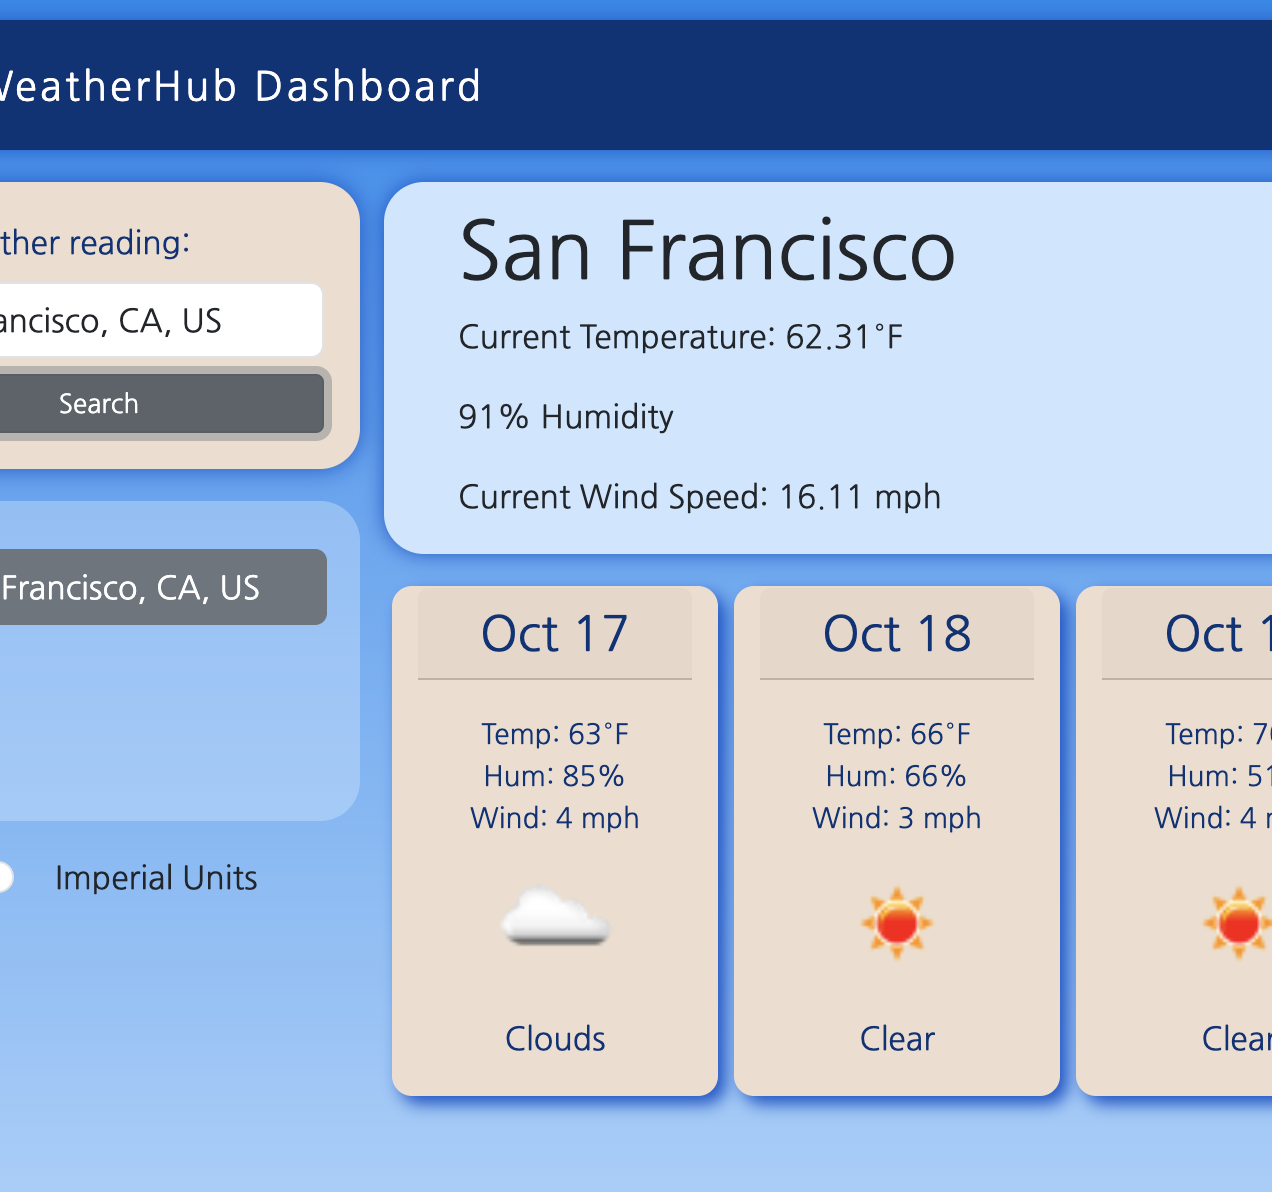 WeatherHub Dashboard
ther reading:
ancisco, CA, US
Search
Francisco, CA, US
Imperial Units
San Francisco
Current Temperature: 62.31°F
91% Humidity
Current Wind Speed: 16.11 mph
Oct 17
Temp: 63°F
Hum: 85%
Wind: 4 mph
Clouds
Oct 18
Temp: 66°F
Hum: 66%
Wind: 3 mph
Clear
Oct 1
Temp: 7
Hum: 51
Wind: 4
Clear